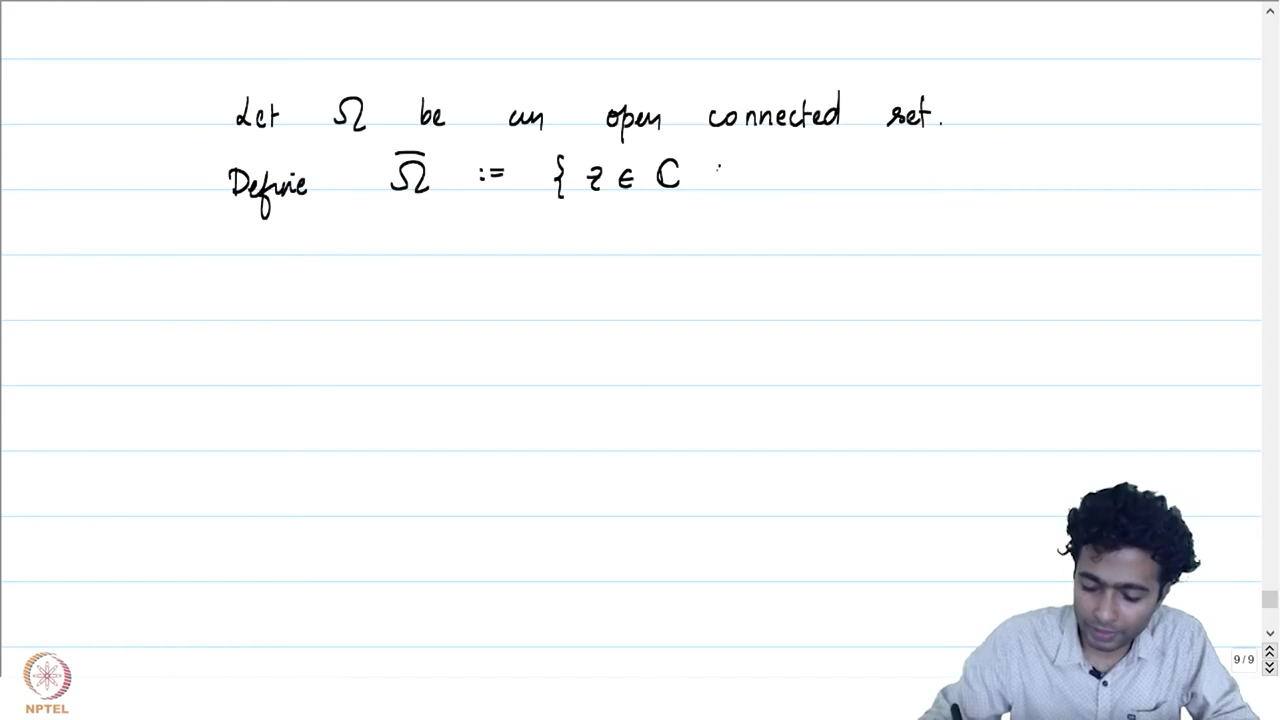 Let Ω be an open connected set.
Define Ω̅ := { z ∈ ℂ :
9 / 9
NPTEL